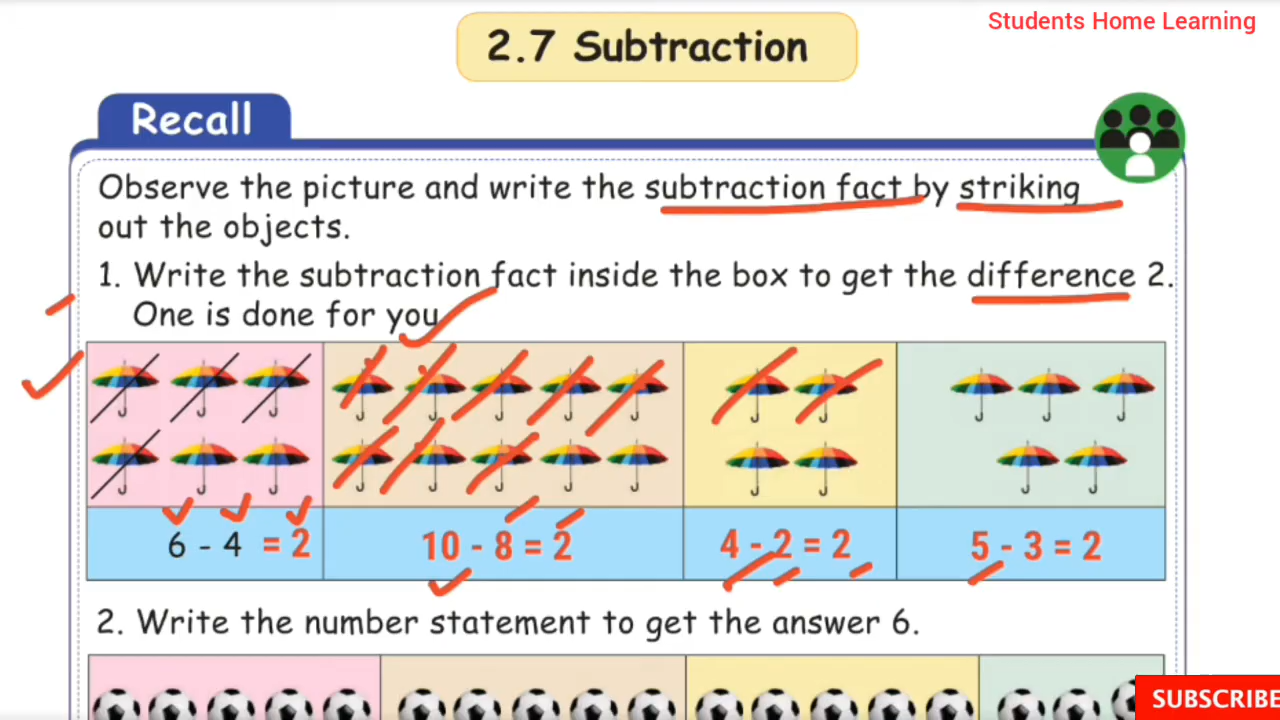 Students Home Learning
2.7 Subtraction
Recall
Observe the picture and write the subtraction fact by striking
out the objects.
1. Write the subtraction fact inside the box to get the difference 2.
One is done for you
6 - 4 = 2
10 - 8 = 2
4 - 2 = 2
5 - 3 = 2
2. Write the number statement to get the answer 6.
SUBSCRIBE